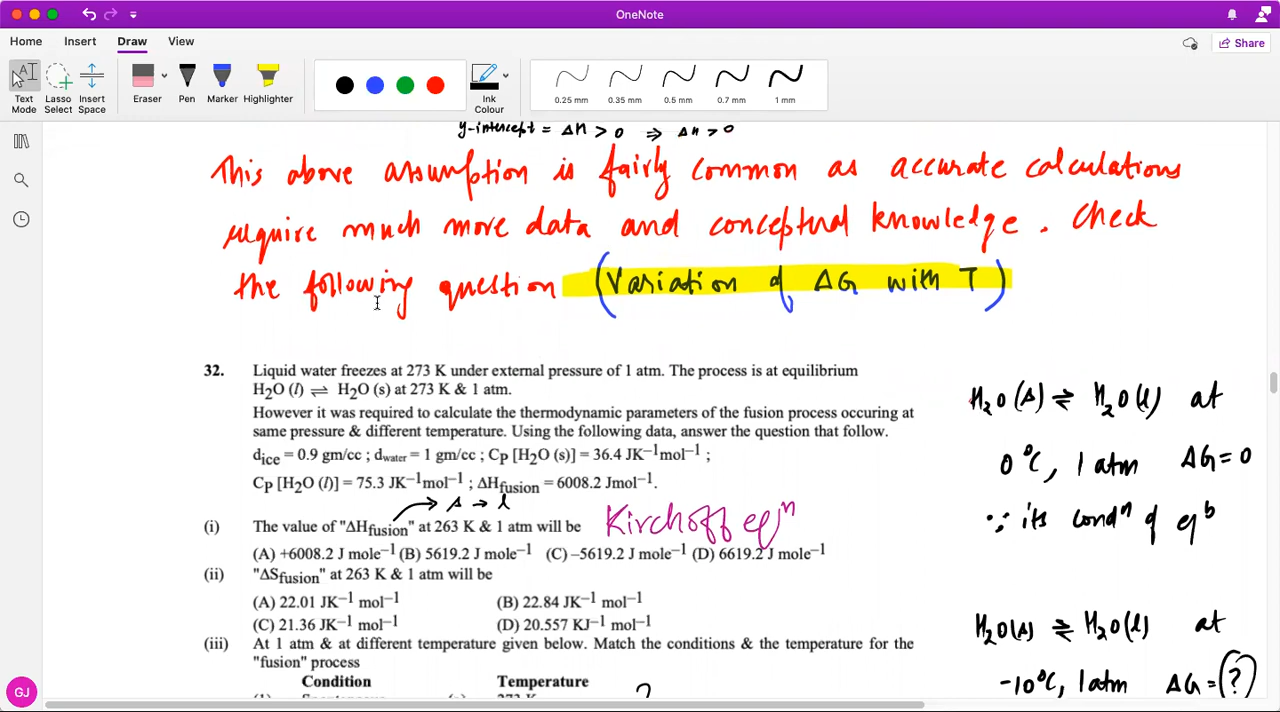 OneNote
Home Insert Draw View
Share
Text Mode
Lasso Select
Insert Space
Eraser
Pen
Marker
Highlighter
Ink Colour
0.25 mm 0.35 mm 0.5 mm 0.7 mm 1 mm
y-intercept = ΔH > 0 ⇒ ΔH > 0
This above assumption is fairly common as accurate calculations
require much more data and conceptual knowledge. Check
the following question (Variation of ΔG with T)
32. Liquid water freezes at 273 K under external pressure of 1 atm. The process is at equilibrium
H₂O (l) ⇌ H₂O (s) at 273 K & 1 atm.
However it was required to calculate the thermodynamic parameters of the fusion process occuring at
same pressure & different temperature. Using the following data, answer the question that follow.
d_ice = 0.9 gm/cc ; d_water = 1 gm/cc ; C_P [H₂O (s)] = 36.4 JK⁻¹mol⁻¹ ;
C_P [H₂O (l)] = 75.3 JK⁻¹mol⁻¹ ; ΔH_fusion = 6008.2 Jmol⁻¹.
→ s → l
(i) The value of "ΔH_fusion" at 263 K & 1 atm will be Kirchoff eqⁿ
(A) +6008.2 J mole⁻¹ (B) 5619.2 J mole⁻¹ (C) –5619.2 J mole⁻¹ (D) 6619.2 J mole⁻¹
(ii) "ΔS_fusion" at 263 K & 1 atm will be
(A) 22.01 JK⁻¹ mol⁻¹ (B) 22.84 JK⁻¹ mol⁻¹
(C) 21.36 JK⁻¹ mol⁻¹ (D) 20.557 KJ⁻¹ mol⁻¹
(iii) At 1 atm & at different temperature given below. Match the conditions & the temperature for the
"fusion" process
Condition Temperature
?
H₂O(s) ⇌ H₂O(l) at
0°C, 1 atm ΔG = 0
∵ its condⁿ of eqᵇ
H₂O(s) ⇌ H₂O(l) at
-10°C, 1 atm ΔG = ?
GJ